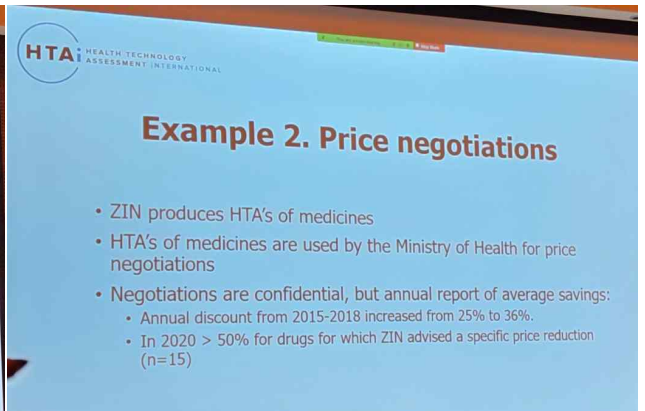 HTAi HEALTH TECHNOLOGY
ASSESSMENT INTERNATIONAL
Example 2. Price negotiations
• ZIN produces HTA's of medicines
• HTA's of medicines are used by the Ministry of Health for price
negotiations
• Negotiations are confidential, but annual report of average savings:
• Annual discount from 2015-2018 increased from 25% to 36%.
• In 2020 > 50% for drugs for which ZIN advised a specific price reduction
(n=15)